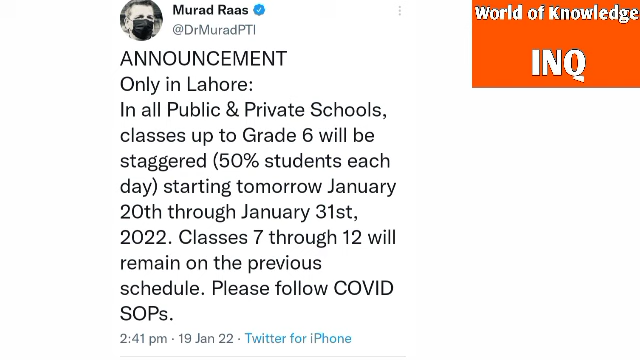 Murad Raas
@DrMuradPTI
ANNOUNCEMENT
Only in Lahore:
In all Public & Private Schools,
classes up to Grade 6 will be
staggered (50% students each
day) starting tomorrow January
20th through January 31st,
2022. Classes 7 through 12 will
remain on the previous
schedule. Please follow COVID
SOPs.
2:41 pm · 19 Jan 22 · Twitter for iPhone
World of Knowledge
INQ